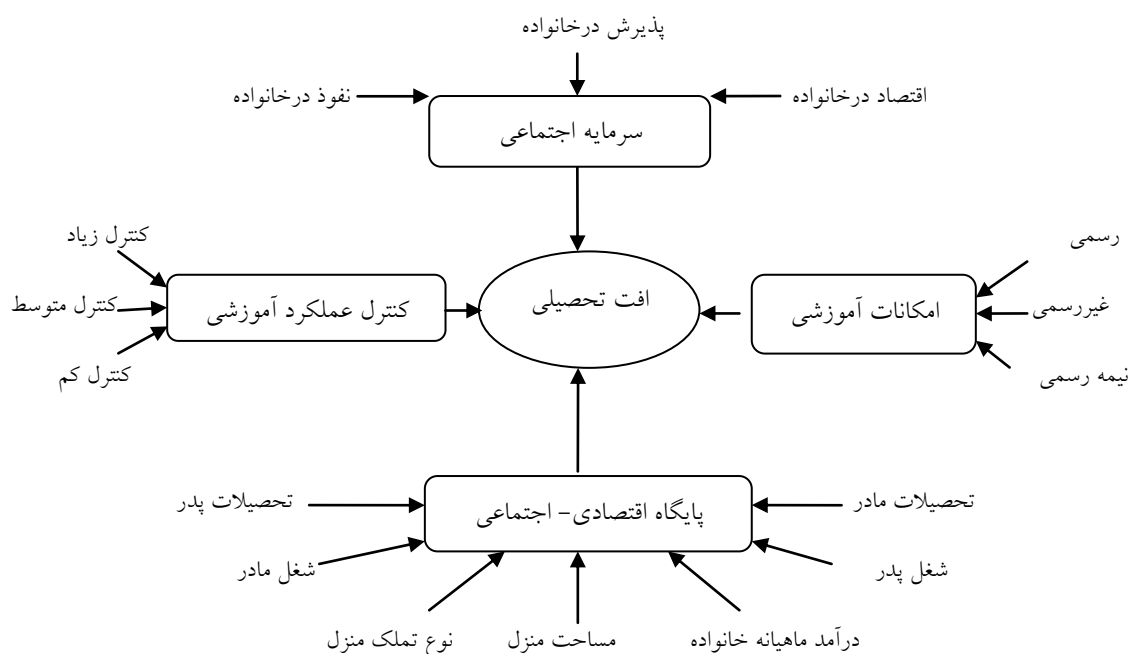 پذیرش درخانواده
اقتصاد درخانواده
نفوذ درخانواده
سرمایه اجتماعی
رسمی
کنترل زیاد
غیررسمی
امکانات آموزشی
افت تحصیلی
کنترل عملکرد آموزشی
کنترل متوسط
نیمه رسمی
کنترل کم
تحصیلات مادر
پایگاه اقتصادی– اجتماعی
تحصیلات پدر
شغل پدر
شغل مادر
درآمد ماهیانه خانواده
مساحت منزل
نوع تملک منزل